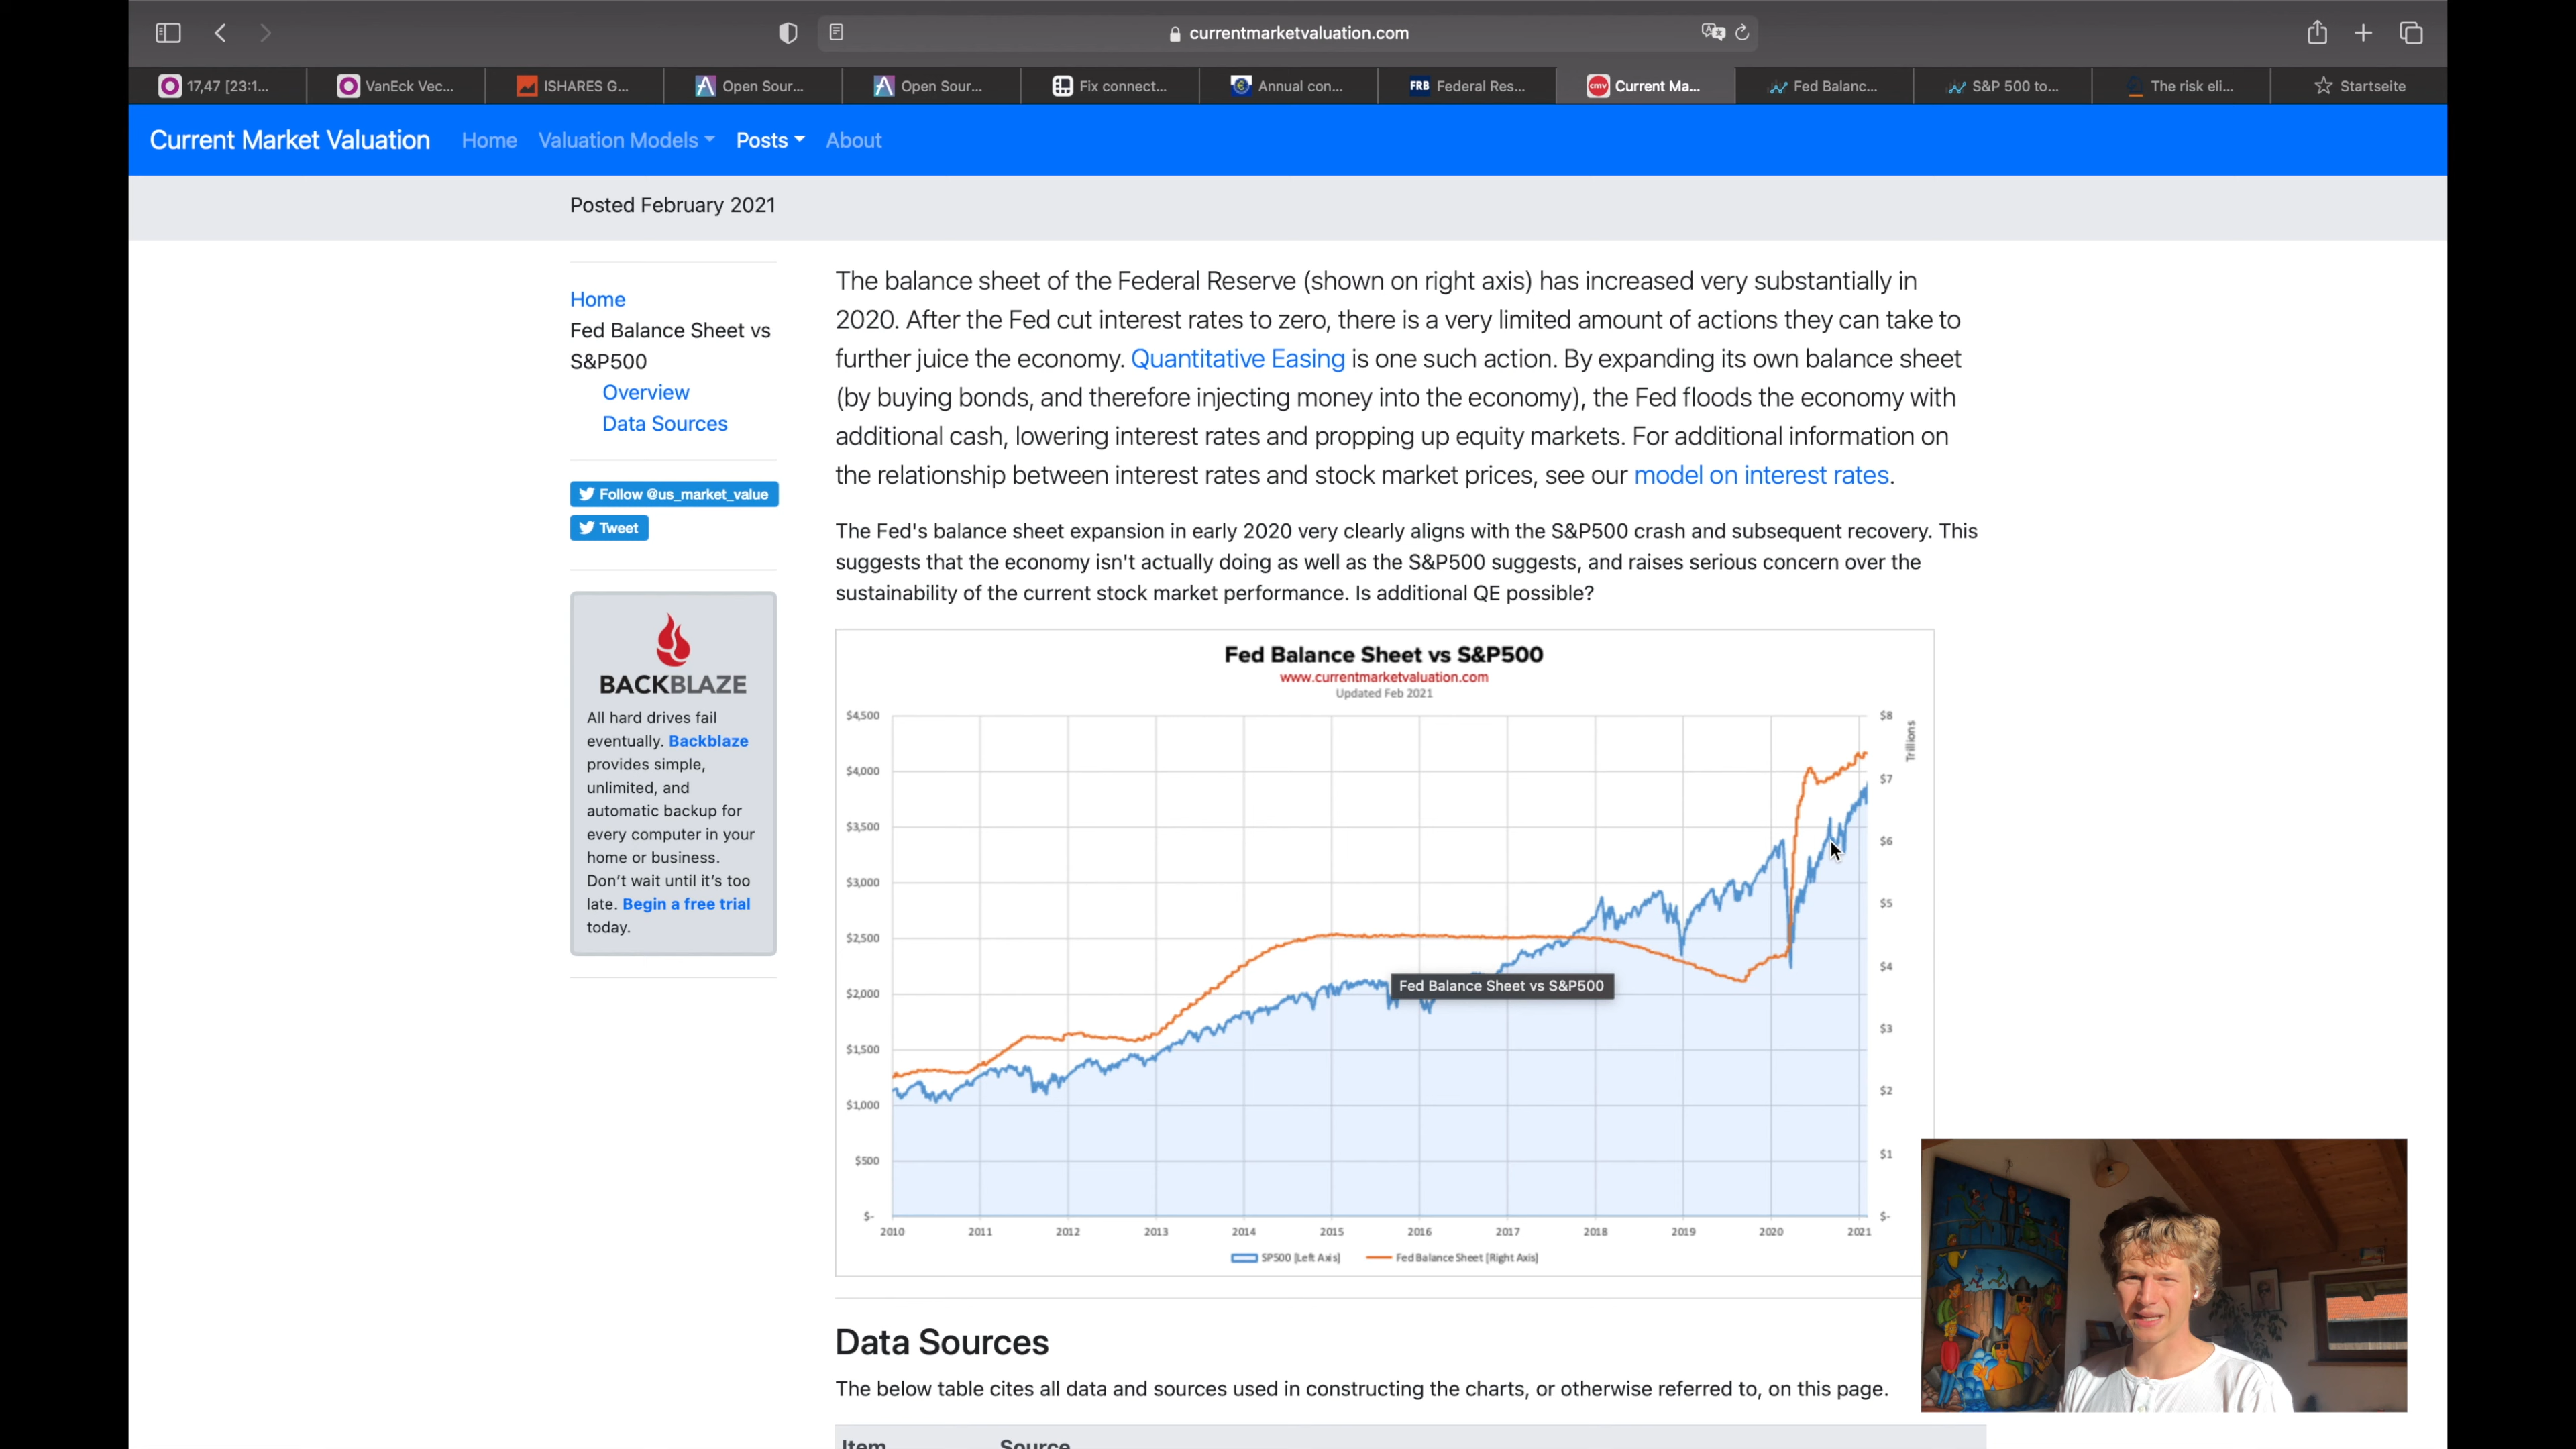 currentmarketvaluation.com
17,47 [23:1...
VanEck Vec...
ISHARES G...
Open Sour...
Open Sour...
Fix connect...
Annual con...
FRB Federal Res...
cmv Current Ma...
Fed Balanc...
S&P 500 to...
The risk eli...
Startseite
Current Market Valuation Home Valuation Models Posts About
Posted February 2021
Home
Fed Balance Sheet vs
S&P500
Overview
Data Sources
Follow @us_market_value
Tweet
BACKBLAZE
All hard drives fail
eventually. Backblaze
provides simple,
unlimited, and
automatic backup for
every computer in your
home or business.
Don't wait until it's too
late. Begin a free trial
today.
The balance sheet of the Federal Reserve (shown on right axis) has increased very substantially in
2020. After the Fed cut interest rates to zero, there is a very limited amount of actions they can take to
further juice the economy. Quantitative Easing is one such action. By expanding its own balance sheet
(by buying bonds, and therefore injecting money into the economy), the Fed floods the economy with
additional cash, lowering interest rates and propping up equity markets. For additional information on
the relationship between interest rates and stock market prices, see our model on interest rates.
The Fed's balance sheet expansion in early 2020 very clearly aligns with the S&P500 crash and subsequent recovery. This
suggests that the economy isn't actually doing as well as the S&P500 suggests, and raises serious concern over the
sustainability of the current stock market performance. Is additional QE possible?
Fed Balance Sheet vs S&P500
www.currentmarketvaluation.com
Updated Feb 2021
$4,500
$4,000
$3,500
$3,000
$2,500
$2,000
$1,500
$1,000
$500
$-
$8
$7
$6
$5
$4
$3
$2
$1
$-
Trillions
Fed Balance Sheet vs S&P500
2010 2011 2012 2013 2014 2015 2016 2017 2018 2019 2020 2021
SP500 [Left Axis] Fed Balance Sheet [Right Axis]
Data Sources
The below table cites all data and sources used in constructing the charts, or otherwise referred to, on this page.
Item Source